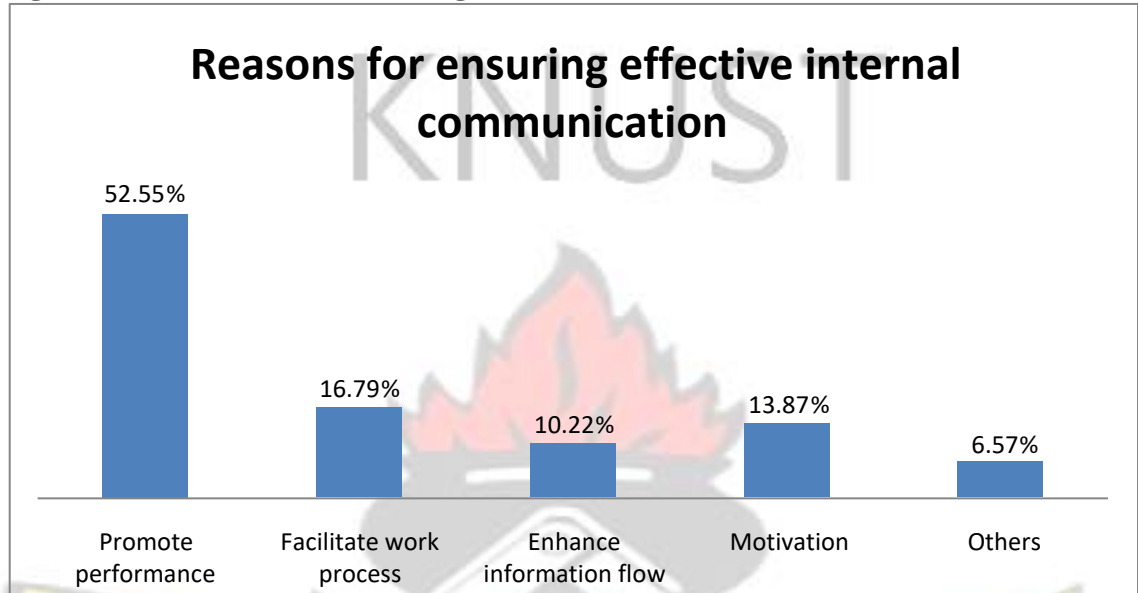 Reasons for ensuring effective internal
communication
KNUST
52.55%
16.79%
10.22%
13.87%
6.57%
Promote
performance
Facilitate work
process
Enhance
information flow
Motivation
Others